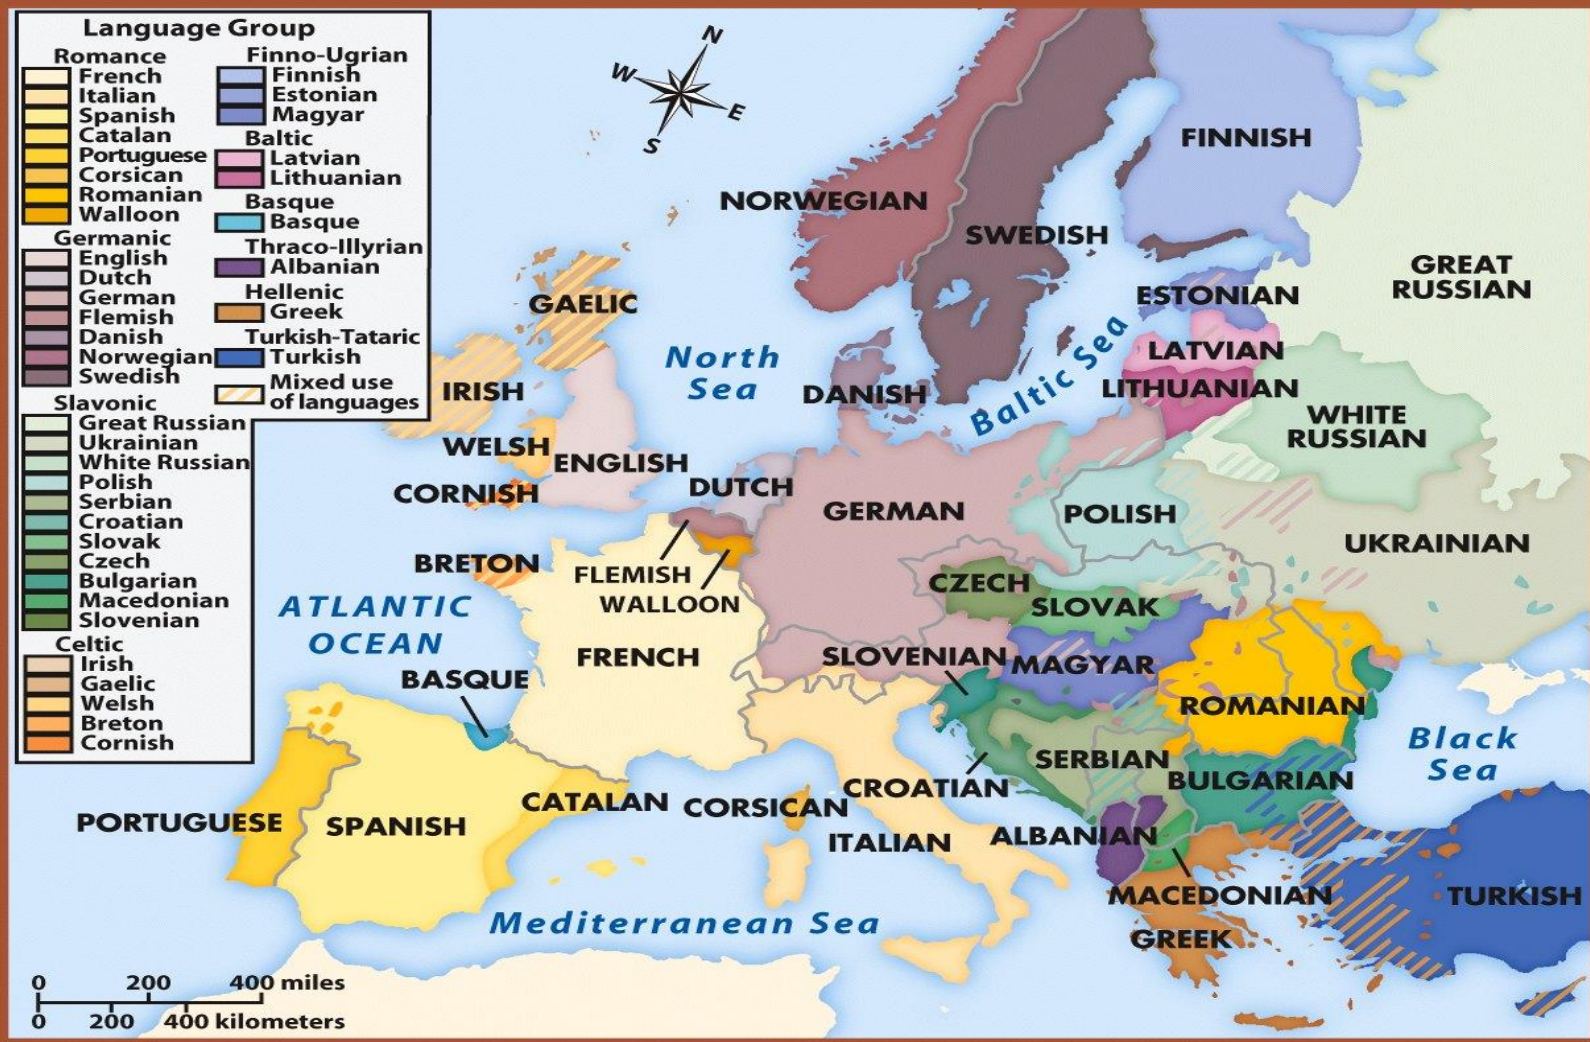 Language Group
Romance
French
Italian
Spanish
Catalan
Portuguese
Corsican
Romanian
Walloon
Germanic
English
Dutch
German
Flemish
Danish
Norwegian
Swedish
Slavonic
Great Russian
Ukrainian
White Russian
Polish
Serbian
Croatian
Slovak
Czech
Bulgarian
Macedonian
Slovenian
Celtic
Irish
Gaelic
Welsh
Breton
Cornish
Finno-Ugrian
Finnish
Estonian
Magyar
Baltic
Latvian
Lithuanian
Basque
Basque
Thraco-Illyrian
Albanian
Hellenic
Greek
Turkish-Tataric
Turkish
Mixed use
of languages
N
W
E
S
FINNISH
NORWEGIAN
SWEDISH
GREAT
RUSSIAN
ESTONIAN
GAELIC
North
Sea
Baltic Sea
LATVIAN
LITHUANIAN
IRISH
DANISH
WHITE
RUSSIAN
WELSH
ENGLISH
CORNISH
DUTCH
GERMAN
POLISH
UKRAINIAN
BRETON
FLEMISH
WALLOON
CZECH
SLOVAK
ATLANTIC
OCEAN
FRENCH
SLOVENIAN
MAGYAR
BASQUE
ROMANIAN
Black
Sea
SERBIAN
BULGARIAN
CROATIAN
CATALAN
CORSICAN
PORTUGUESE
SPANISH
ITALIAN
ALBANIAN
MACEDONIAN
TURKISH
Mediterranean Sea
GREEK
0 200 400 miles
0 200 400 kilometers